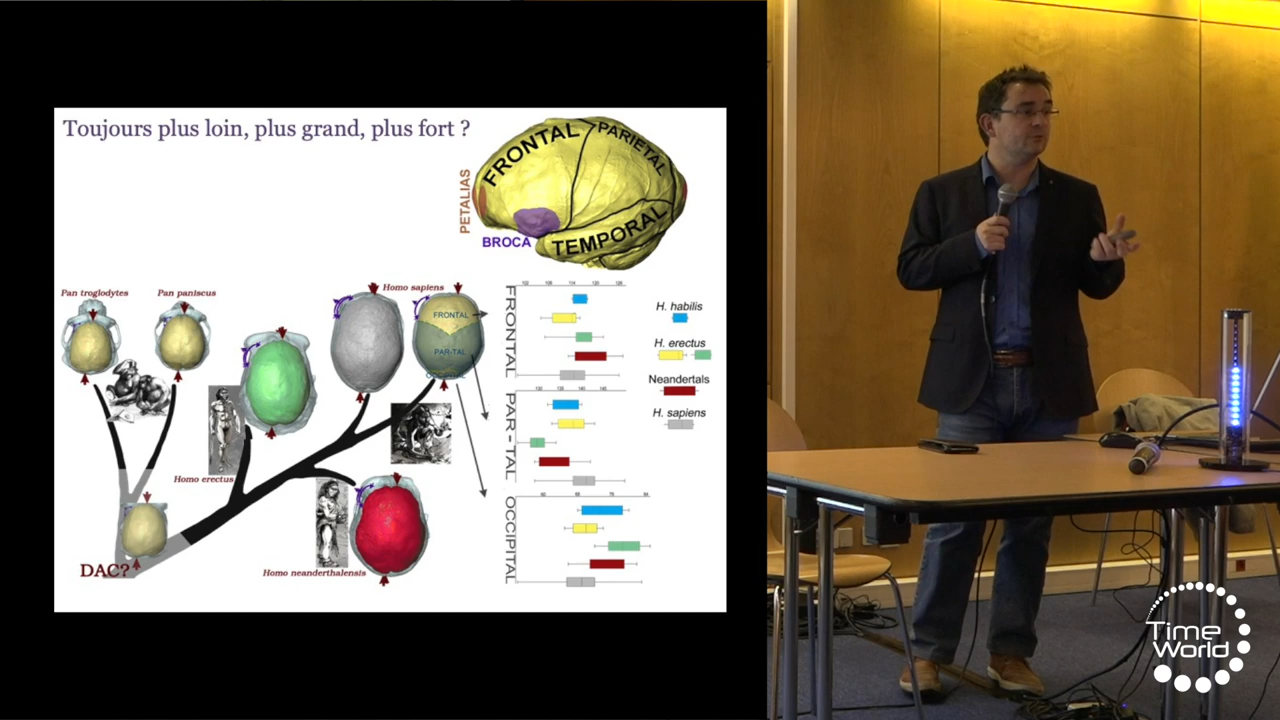 Toujours plus loin, plus grand, plus fort ?
FRONTAL
PARIETAL
PETALIAS
BROCA
TEMPORAL
Pan troglodytes
Pan paniscus
Homo sapiens
FRONTAL
PAR-TAL
Homo erectus
Homo neanderthalensis
DAC?
FRONTAL
PAR-TAL
OCCIPITAL
H. habilis
H. erectus
Neandertals
H. sapiens
Time
World